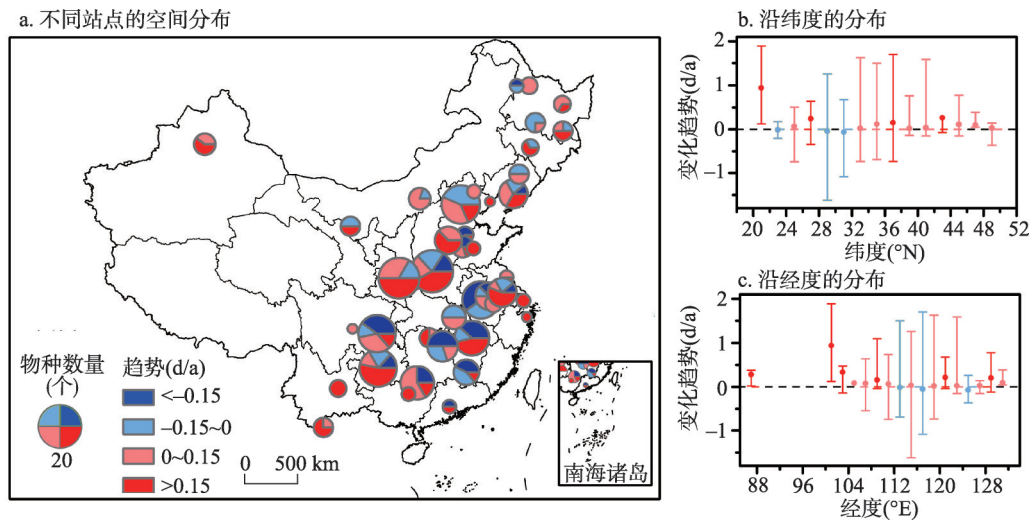 a. 不同站点的空间分布
物种数量
(个)
20
趋势(d/a)
<–0.15
–0.15~0
0~0.15
>0.15
0 500 km
南海诸岛
b. 沿纬度的分布
变化趋势(d/a)
2
1
0
−1
20 24 28 32 36 40 44 48 52
纬度(°N)
c. 沿经度的分布
变化趋势(d/a)
2
1
0
−1
88 96 104 112 120 128
经度(°E)